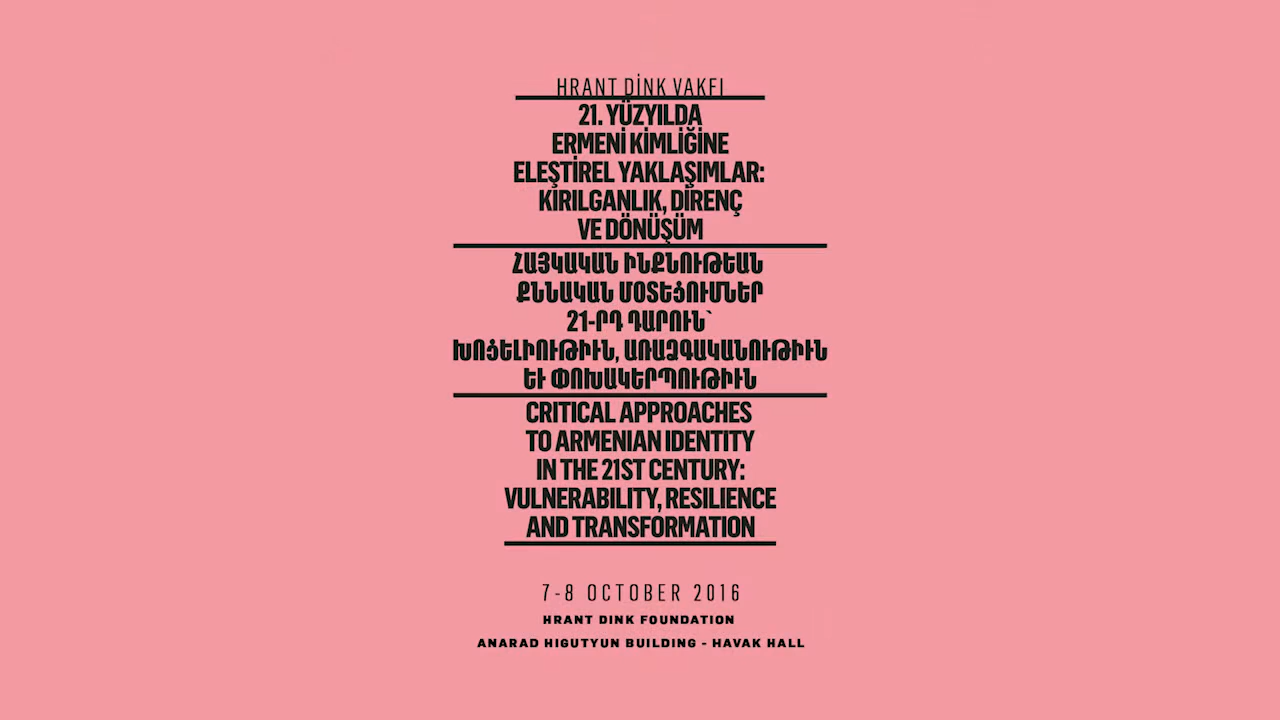 HRANT DİNK VAKFI
21. YÜZYILDA
ERMENİ KİMLİĞİNE
ELEŞTİREL YAKLAŞIMLAR:
KIRILGANLIK, DİRENÇ
VE DÖNÜŞÜM
ՀԱՅԿԱԿԱՆ ԻՆՔՆՈՒԹԵԱՆ
ՔՆՆԱԿԱՆ ՄՕՏԵՑՈՒՄՆԵՐ
21-ՐԴ ԴԱՐՈՒՆ՝
ԽՈՑԵԼԻՈՒԹԻՒՆ, ԱՌԱՁԳԱԿԱՆՈՒԹԻՒՆ
ԵՒ ՓՈԽԱԿԵՐՊՈՒԹԻՒՆ
CRITICAL APPROACHES
TO ARMENIAN IDENTITY
IN THE 21ST CENTURY:
VULNERABILITY, RESILIENCE
AND TRANSFORMATION
7-8 OCTOBER 2016
HRANT DINK FOUNDATION
ANARAD HIGUTYUN BUILDING - HAVAK HALL